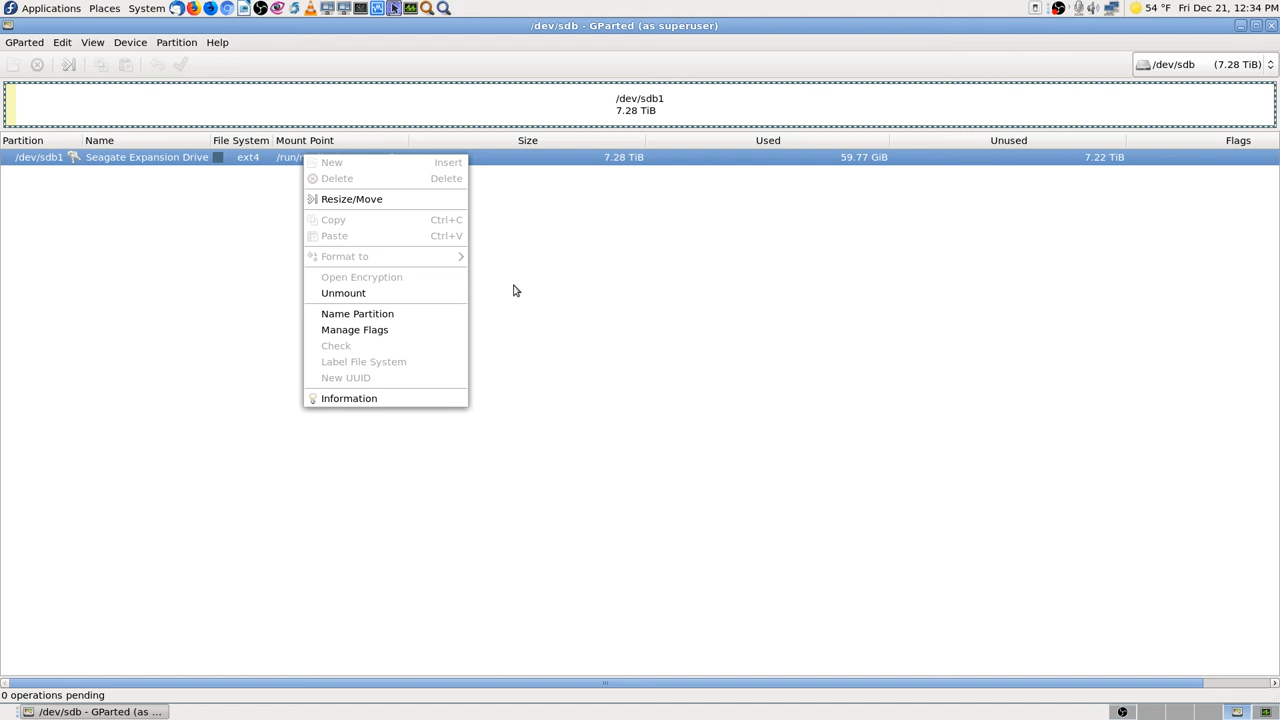 Applications Places System 54 °F Fri Dec 21, 12:34 PM
/dev/sdb - GParted (as superuser)
GParted Edit View Device Partition Help
/dev/sdb (7.28 TiB)
/dev/sdb1
7.28 TiB
Partition Name File System Mount Point Size Used Unused Flags
/dev/sdb1 Seagate Expansion Drive ext4 7.28 TiB 59.77 GiB 7.22 TiB
New Insert
Delete Delete
Resize/Move
Copy Ctrl+C
Paste Ctrl+V
Format to
Open Encryption
Unmount
Name Partition
Manage Flags
Check
Label File System
New UUID
Information
0 operations pending
/dev/sdb - GParted (as ...